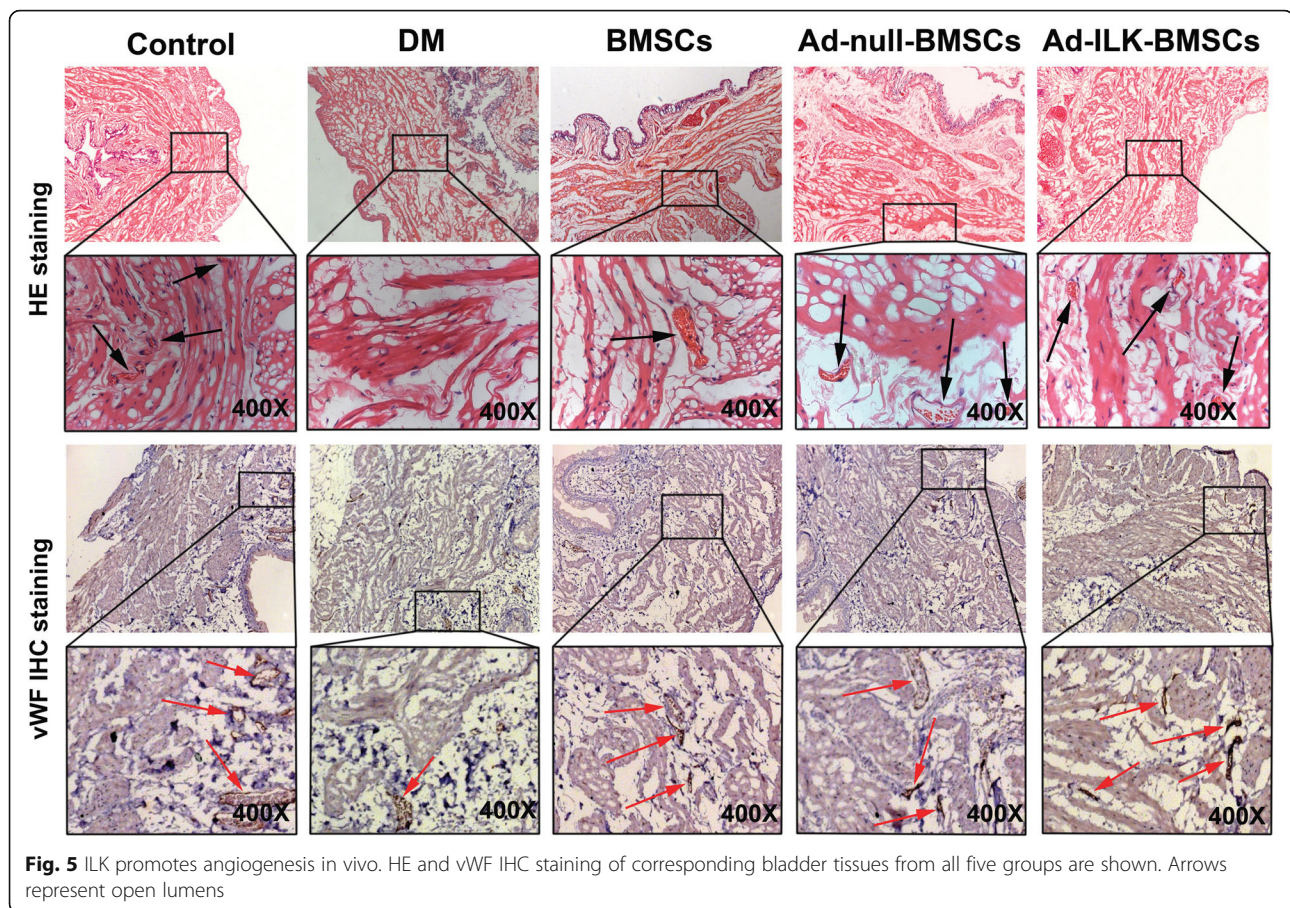 Control DM BMSCs Ad-null-BMSCs Ad-ILK-BMSCs
HE staining
400X 400X 400X 400X 400X
vWF IHC staining
400X 400X 400X 400X 400X
Fig. 5 ILK promotes angiogenesis in vivo. HE and vWF IHC staining of corresponding bladder tissues from all five groups are shown. Arrows
represent open lumens